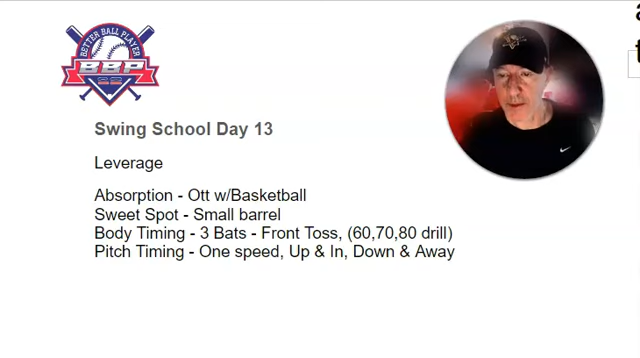 BETTER BALL PLAYER
BBP
Swing School Day 13
Leverage
Absorption - Ott w/Basketball
Sweet Spot - Small barrel
Body Timing - 3 Bats - Front Toss, (60,70,80 drill)
Pitch Timing - One speed, Up & In, Down & Away